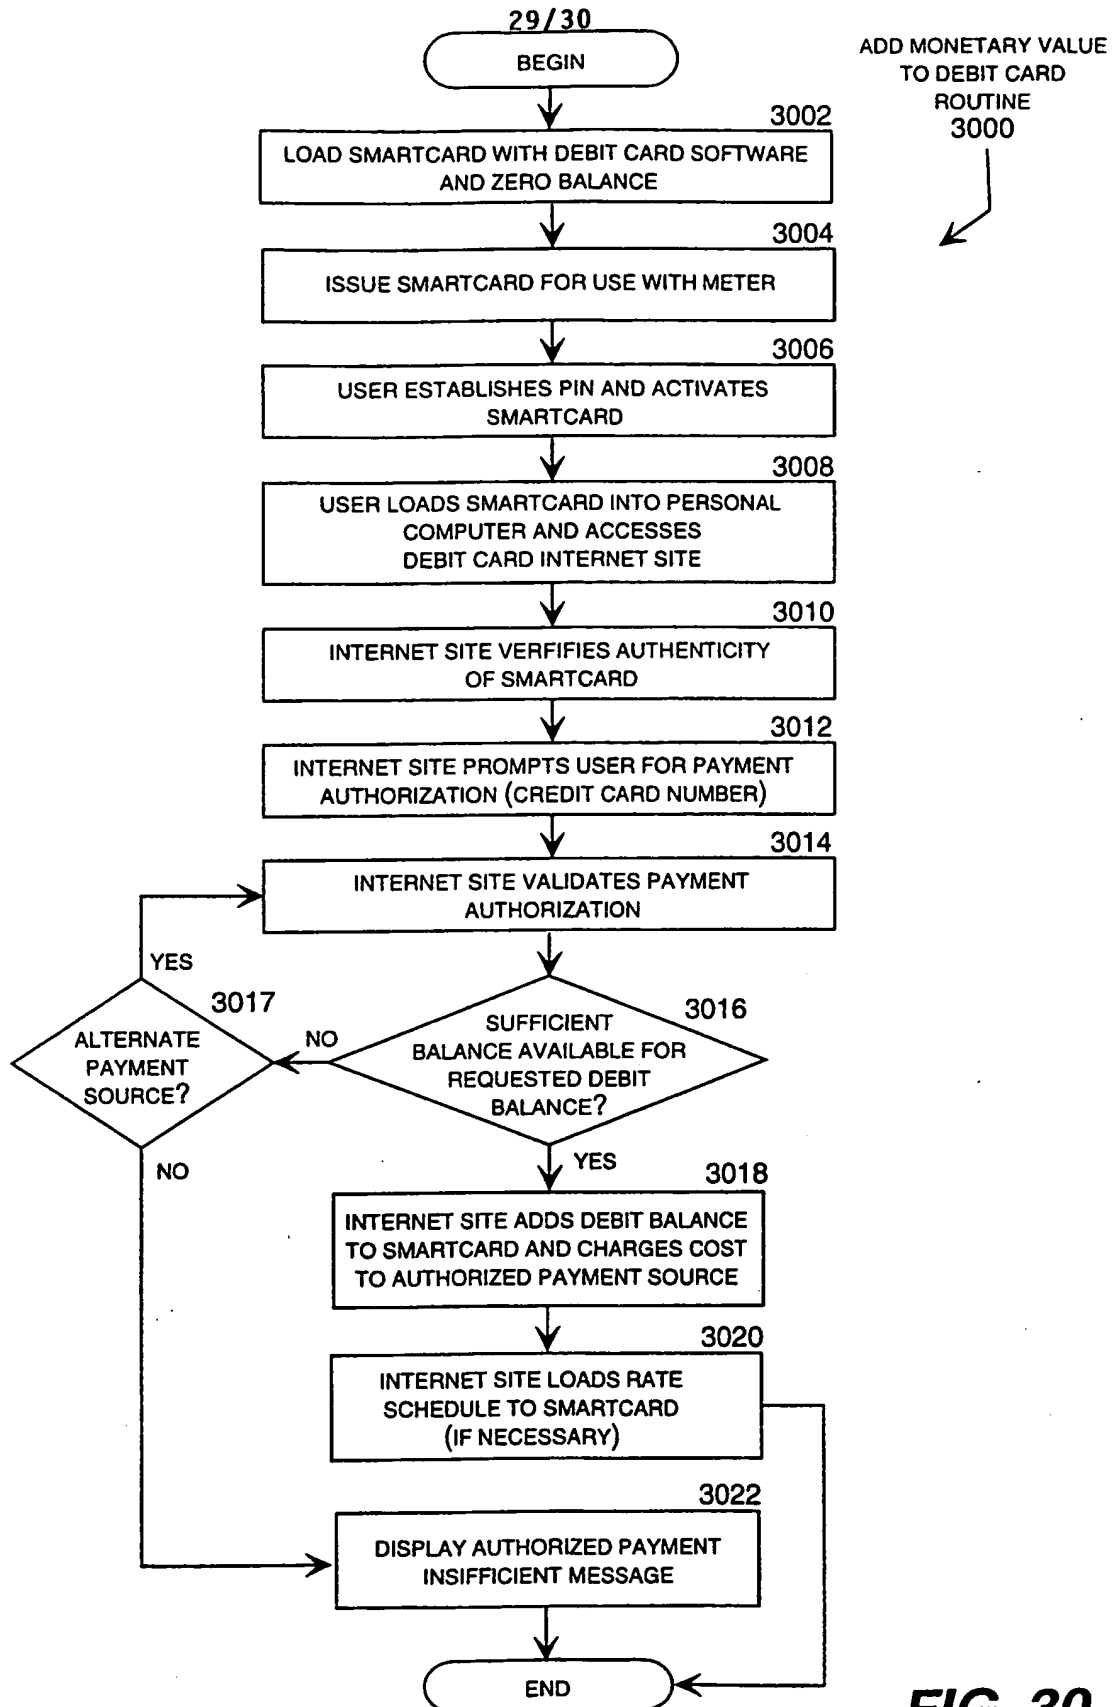 29/30
BEGIN
ADD MONETARY VALUE
TO DEBIT CARD
ROUTINE
3000
3002
LOAD SMARTCARD WITH DEBIT CARD SOFTWARE
AND ZERO BALANCE
3004
ISSUE SMARTCARD FOR USE WITH METER
3006
USER ESTABLISHES PIN AND ACTIVATES
SMARTCARD
3008
USER LOADS SMARTCARD INTO PERSONAL
COMPUTER AND ACCESSES
DEBIT CARD INTERNET SITE
3010
INTERNET SITE VERFIFIES AUTHENTICITY
OF SMARTCARD
3012
INTERNET SITE PROMPTS USER FOR PAYMENT
AUTHORIZATION (CREDIT CARD NUMBER)
3014
INTERNET SITE VALIDATES PAYMENT
AUTHORIZATION
YES
3017
ALTERNATE
PAYMENT
SOURCE?
NO
3016
SUFFICIENT
BALANCE AVAILABLE FOR
REQUESTED DEBIT
BALANCE?
NO
YES
3018
INTERNET SITE ADDS DEBIT BALANCE
TO SMARTCARD AND CHARGES COST
TO AUTHORIZED PAYMENT SOURCE
3020
INTERNET SITE LOADS RATE
SCHEDULE TO SMARTCARD
(IF NECESSARY)
3022
DISPLAY AUTHORIZED PAYMENT
INSIFFICIENT MESSAGE
END
FIG. 30